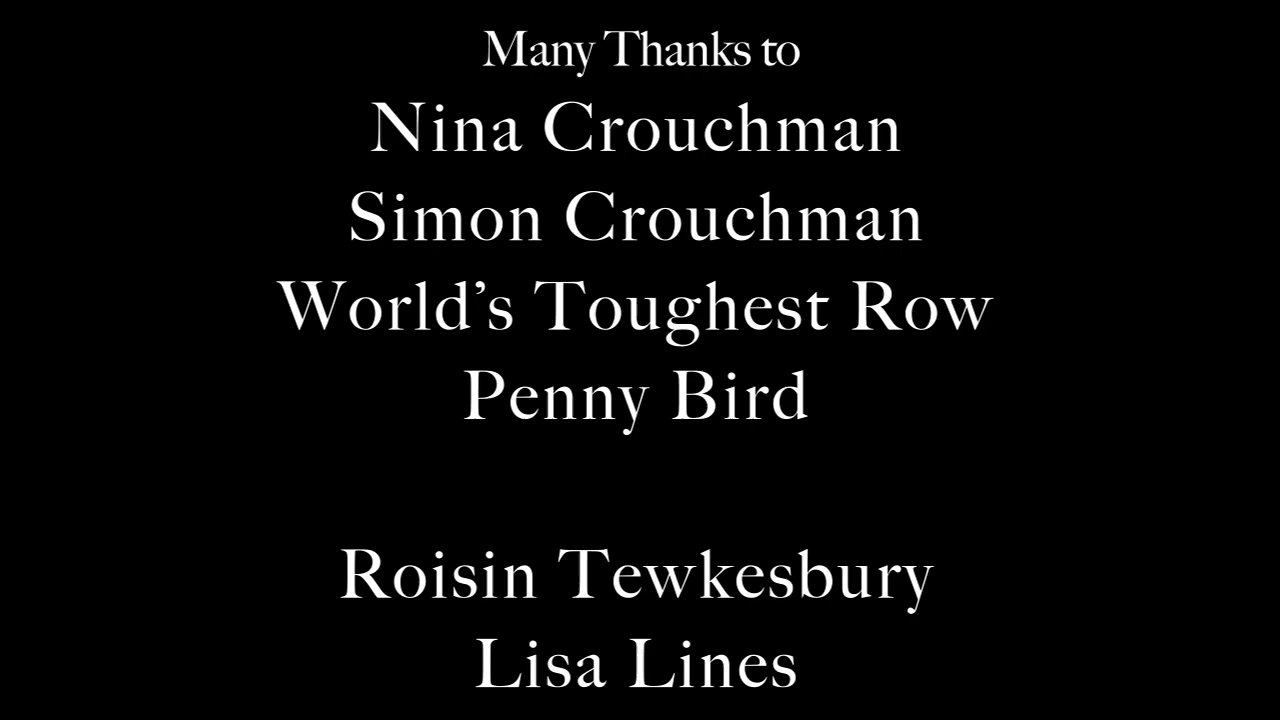 Many Thanks to
Nina Crouchman
Simon Crouchman
World’s Toughest Row
Penny Bird
Roisin Tewkesbury
Lisa Lines